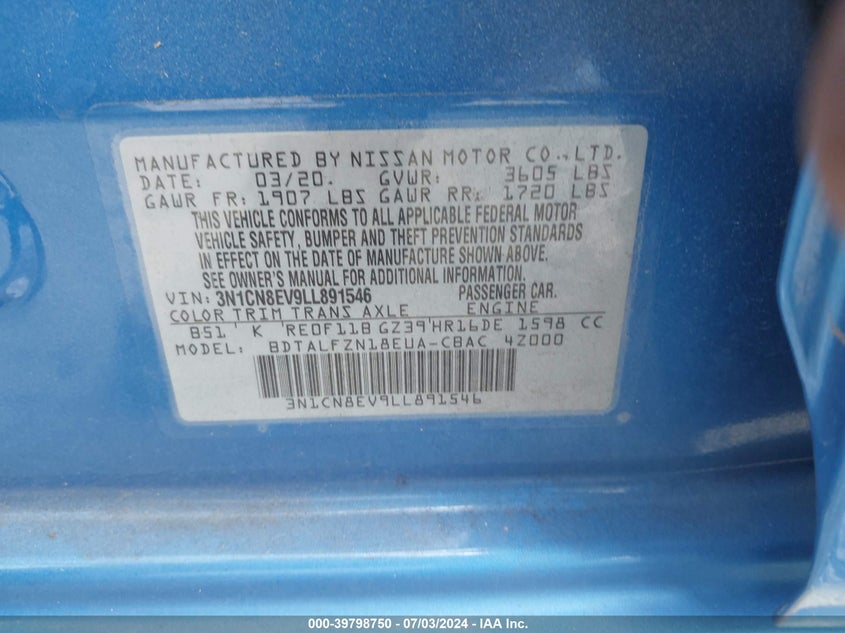 MANUFACTURED BY NISSAN MOTOR CO.,LTD.
DATE: 03/20. GVWR: 3605 LBS
GAWR FR: 1907 LBS GAWR RR: 1720 LBS
THIS VEHICLE CONFORMS TO ALL APPLICABLE FEDERAL MOTOR
VEHICLE SAFETY, BUMPER AND THEFT PREVENTION STANDARDS
IN EFFECT ON THE DATE OF MANUFACTURE SHOWN ABOVE.
SEE OWNER'S MANUAL FOR ADDITIONAL INFORMATION.
VIN: 3N1CN8EV9LL891546 PASSENGER CAR.
COLOR TRIM TRANS AXLE ENGINE
B51 K RE0F11B GZ39 HR16DE 1598 CC
MODEL: BDTALFZN18EUA-CBAC 4Z000
3N1CN8EV9LL891546
000-39798750 - 07/03/2024 - IAA Inc.